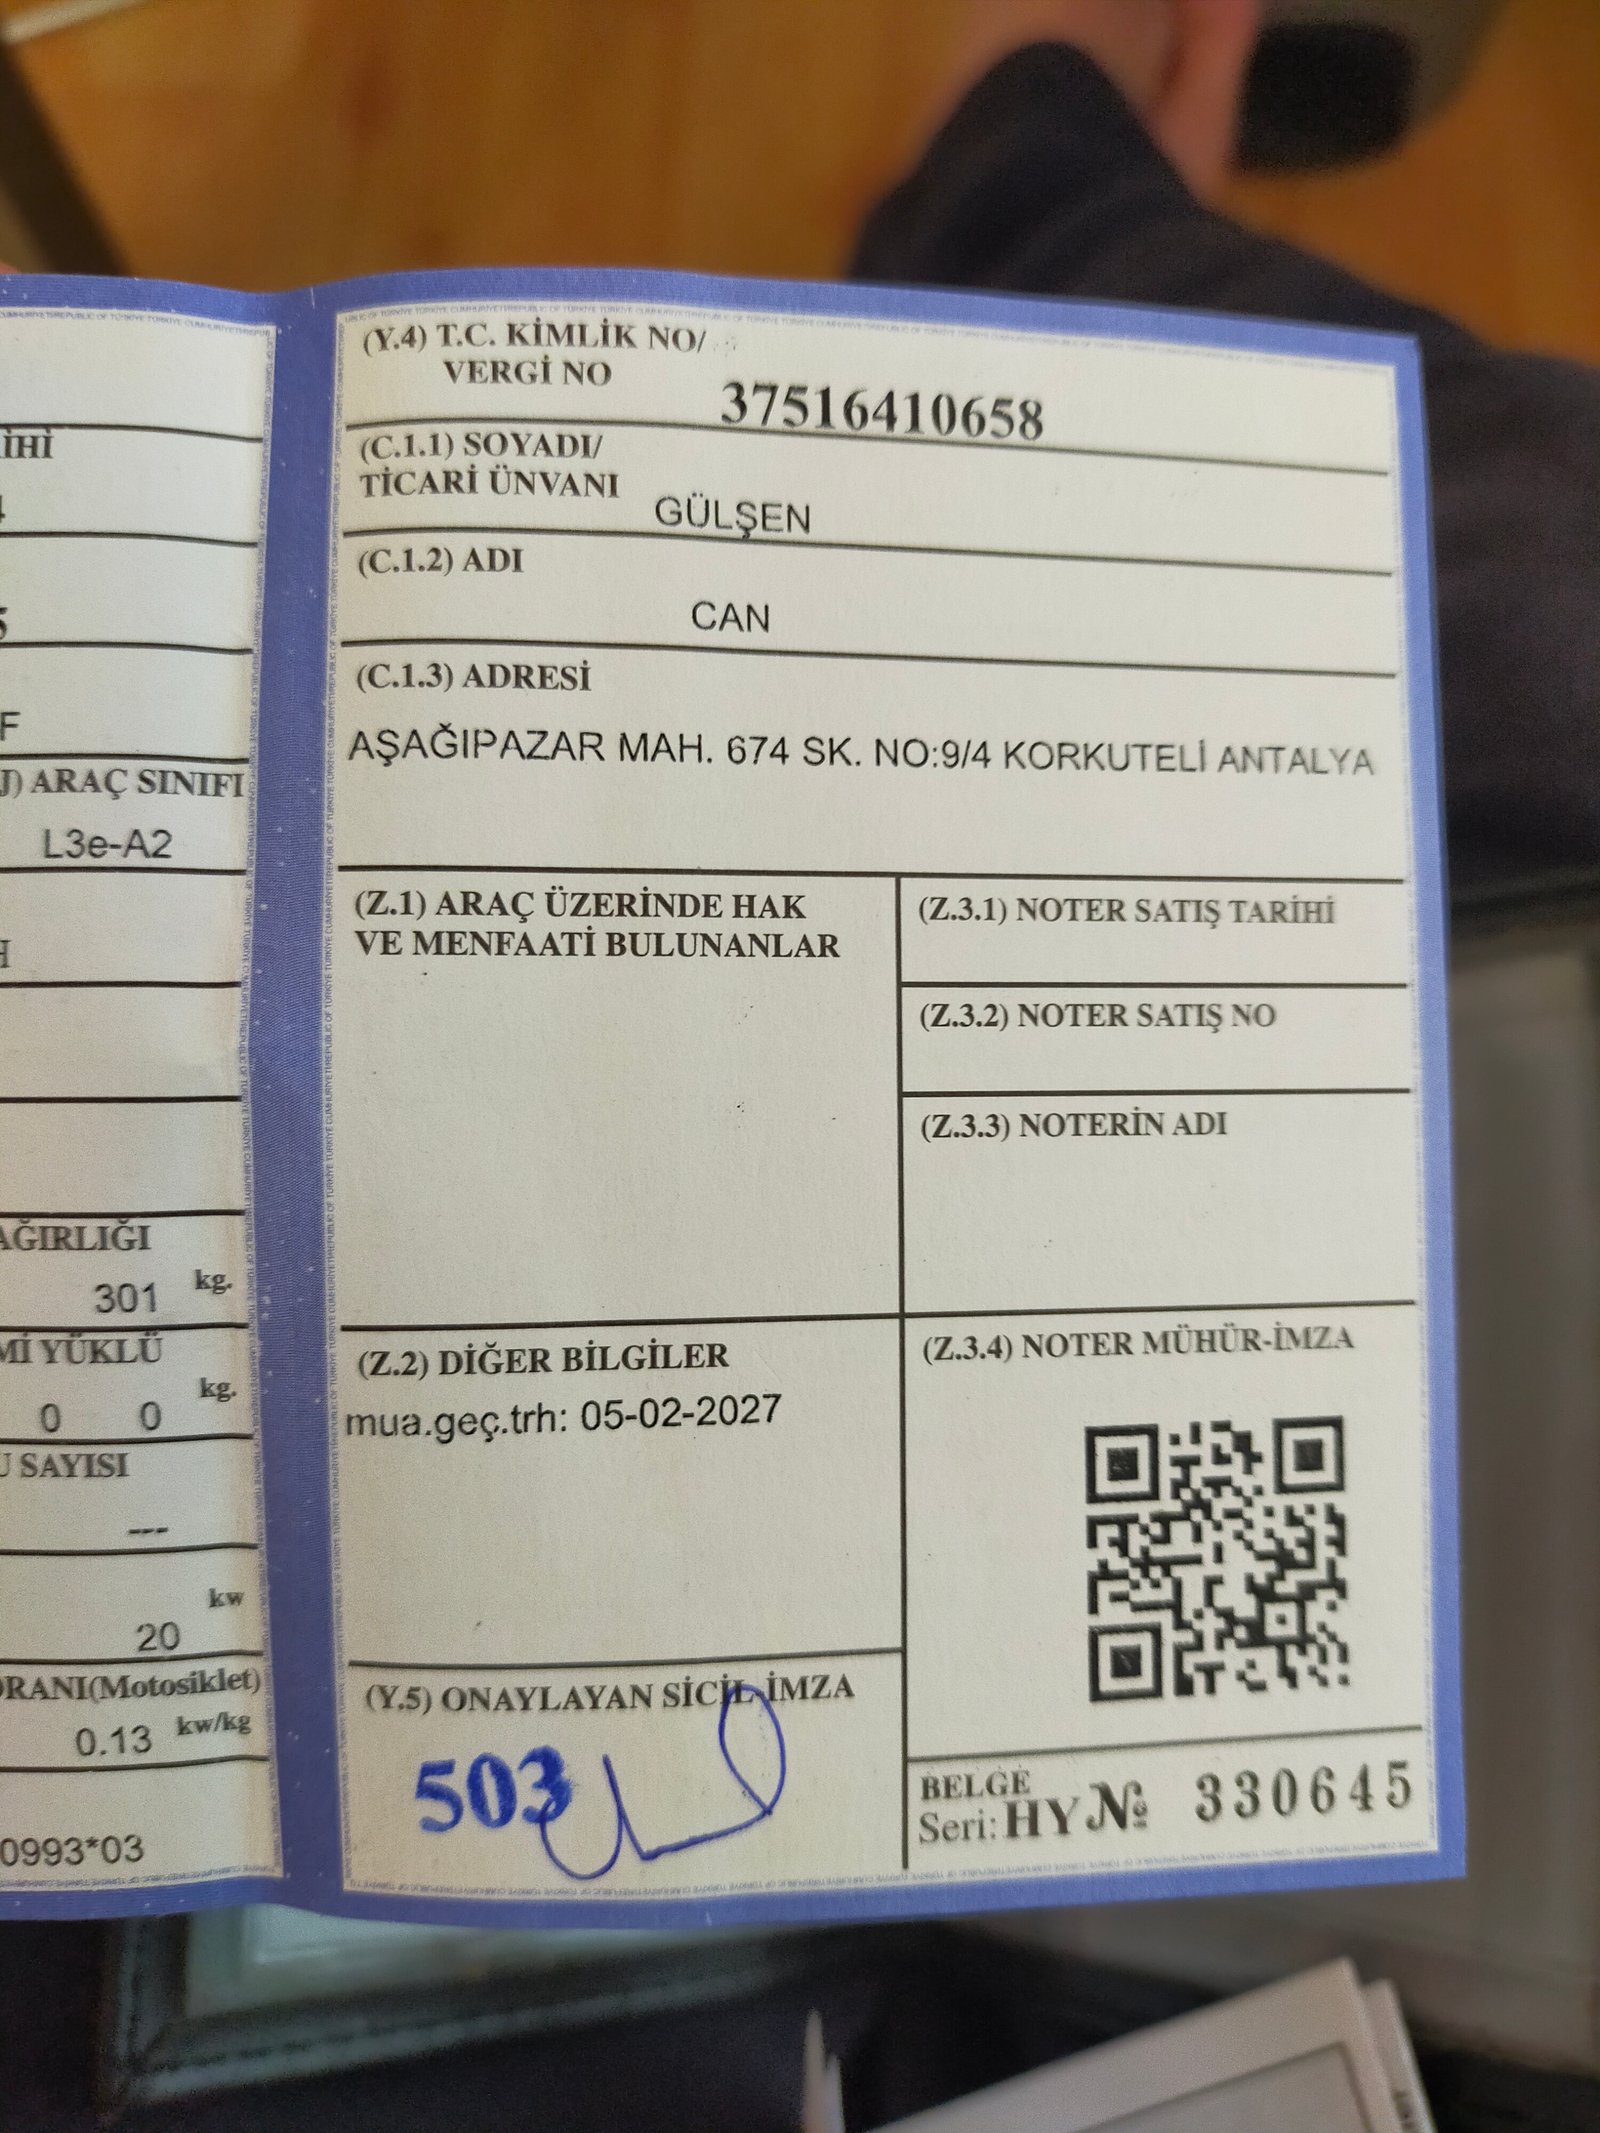 İHİ
F
J) ARAÇ SINIFI
L3e-A2
AĞIRLIĞI
301 kg.
Mİ YÜKLÜ
kg.
0 0
U SAYISI
---
kw
20
ORANI(Motosiklet)
0.13 kw/kg
0993*03
(Y.4) T.C. KİMLİK NO/
VERGİ NO
37516410658
(C.1.1) SOYADI/
TİCARİ ÜNVANI
GÜLŞEN
(C.1.2) ADI
CAN
(C.1.3) ADRESİ
AŞAĞIPAZAR MAH. 674 SK. NO:9/4 KORKUTELİ ANTALYA
(Z.1) ARAÇ ÜZERİNDE HAK
VE MENFAATİ BULUNANLAR
(Z.3.1) NOTER SATIŞ TARİHİ
(Z.3.2) NOTER SATIŞ NO
(Z.3.3) NOTERİN ADI
(Z.2) DİĞER BİLGİLER
mua.geç.trh: 05-02-2027
(Z.3.4) NOTER MÜHÜR-İMZA
(Y.5) ONAYLAYAN SİCİL-İMZA
503
BELGE
Seri: HY № 330645